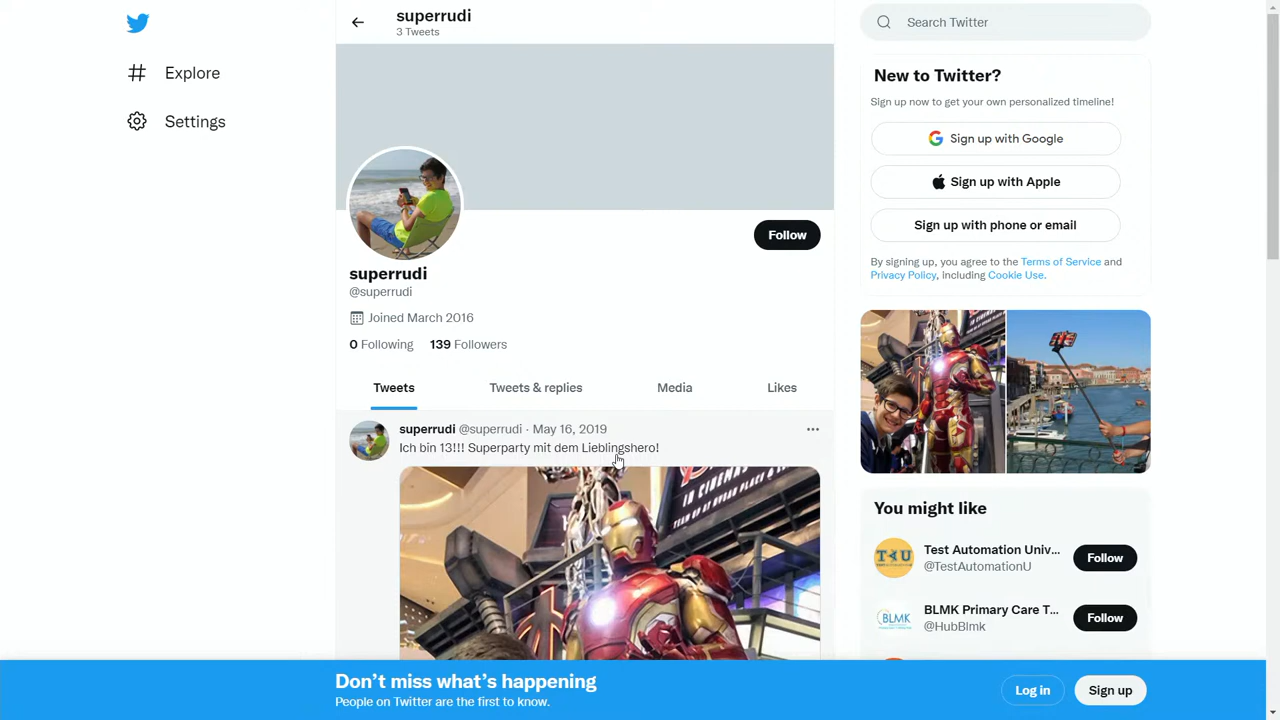 superrudi
3 Tweets
Search Twitter
Explore
Settings
New to Twitter?
Sign up now to get your own personalized timeline!
Sign up with Google
Sign up with Apple
Sign up with phone or email
By signing up, you agree to the Terms of Service and
Privacy Policy, including Cookie Use.
Follow
superrudi
@superrudi
Joined March 2016
0 Following 139 Followers
Tweets Tweets & replies Media Likes
superrudi @superrudi · May 16, 2019
Ich bin 13!!! Superparty mit dem Lieblingshero!
IN CINEMAS
You might like
Test Automation Univ...
@TestAutomationU
Follow
BLMK Primary Care T...
@HubBlmk
Follow
Don't miss what's happening
People on Twitter are the first to know.
Log in
Sign up